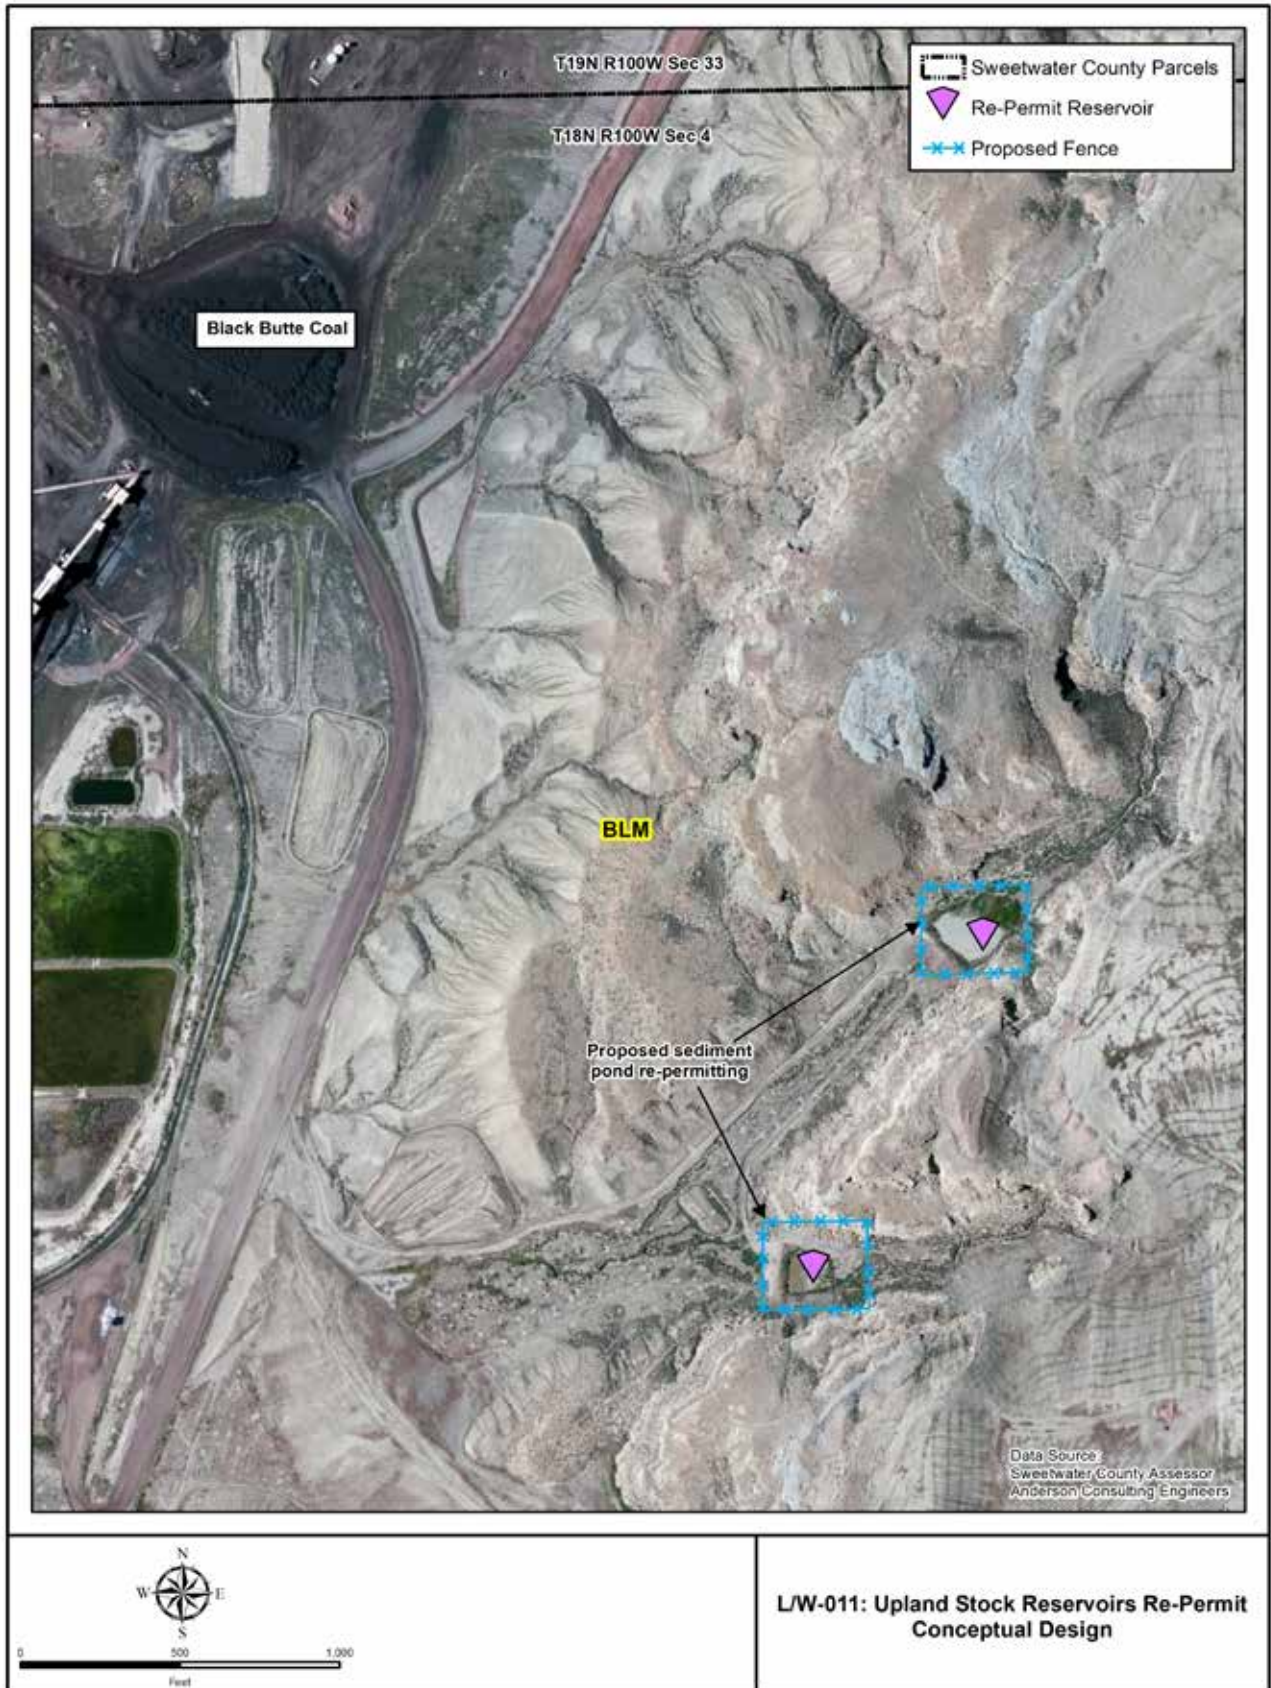 T19N R100W Sec 33
T18N R100W Sec 4
Sweetwater County Parcels
Re-Permit Reservoir
Proposed Fence
Black Butte Coal
BLM
Proposed sediment
pond re-permitting
Data Source:
Sweetwater County Assessor
Anderson Consulting Engineers
N
W E
S
0 500 1,000
Feet
L/W-011: Upland Stock Reservoirs Re-Permit
Conceptual Design